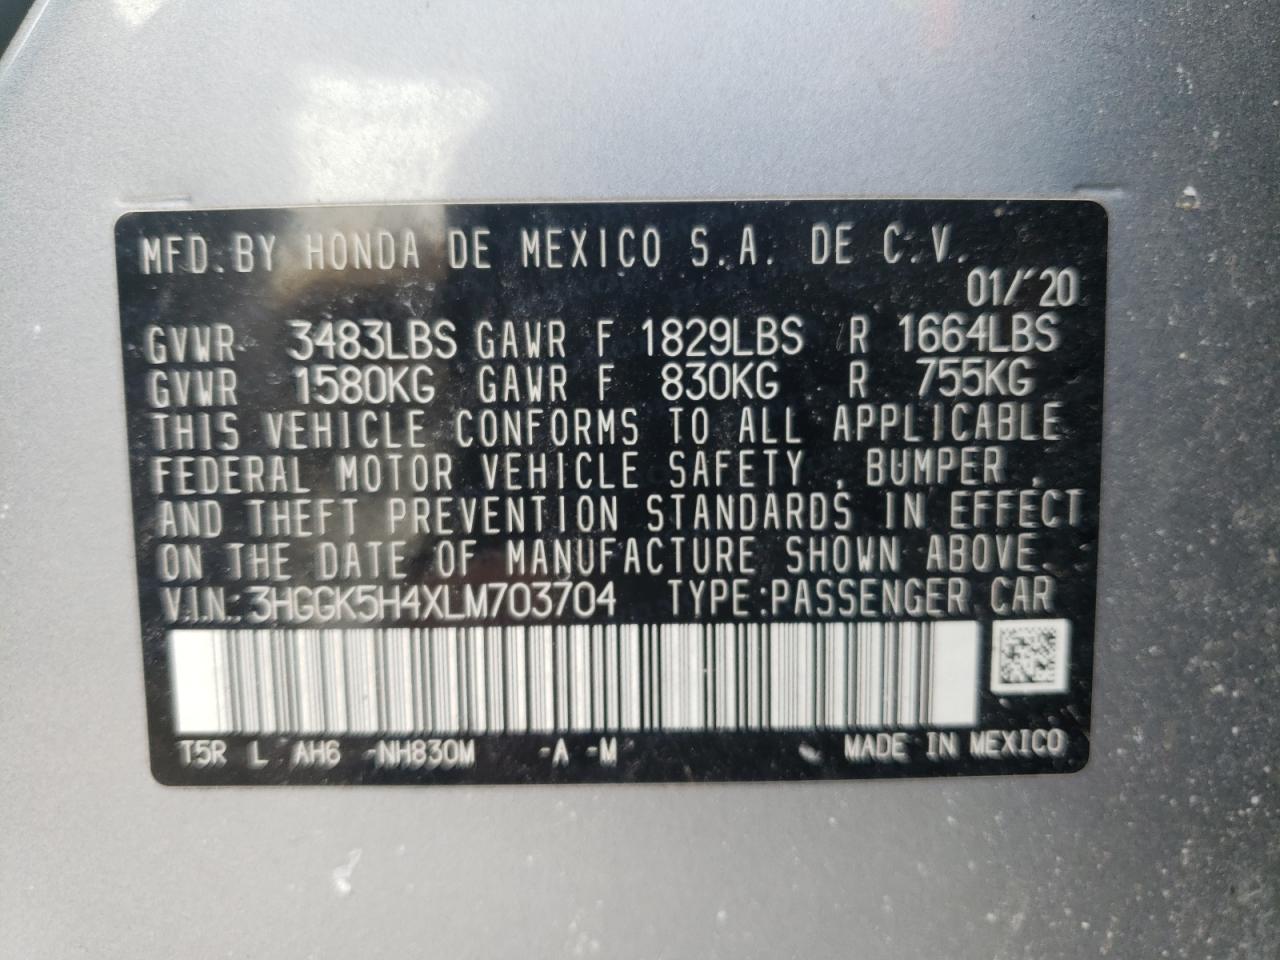 MFD.BY HONDA DE MEXICO S.A. DE C.V.
01/'20
GVWR 3483LBS GAWR F 1829LBS R 1664LBS
GVWR 1580KG GAWR F 830KG R 755KG
THIS VEHICLE CONFORMS TO ALL APPLICABLE
FEDERAL MOTOR VEHICLE SAFETY, BUMPER,
AND THEFT PREVENTION STANDARDS IN EFFECT
ON THE DATE OF MANUFACTURE SHOWN ABOVE.
V.I.N.: 3HGGK5H4XLM703704 TYPE:PASSENGER CAR
T5R L AH6 -NH830M -A -M MADE IN MEXICO